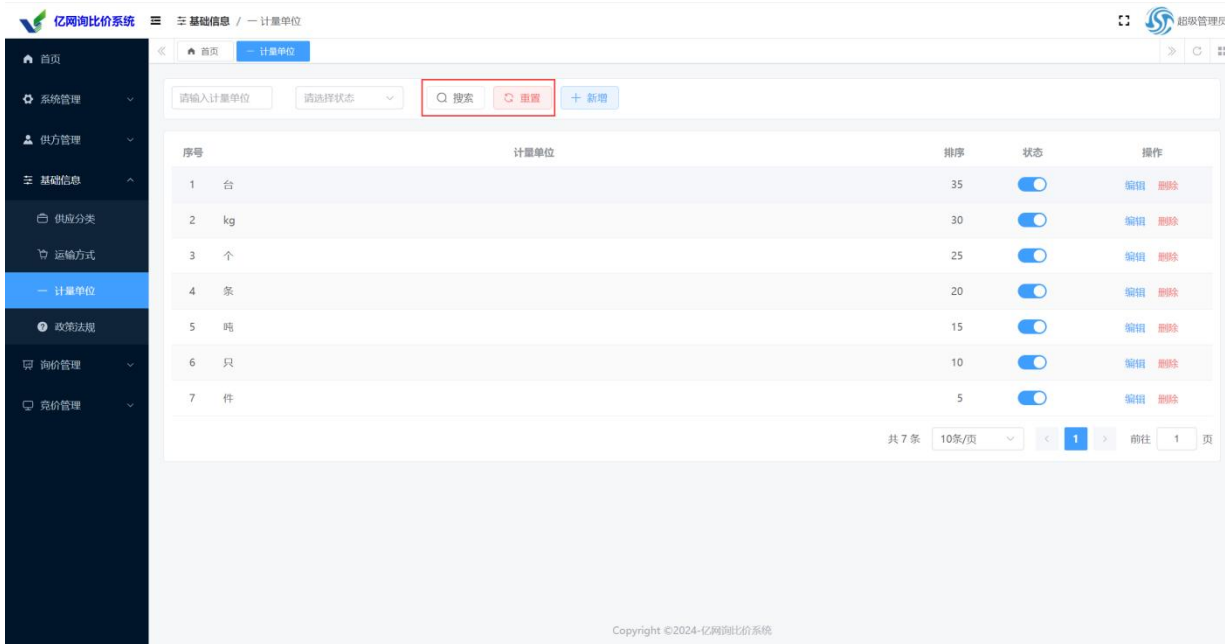 亿网询比价系统 基础信息 / 计量单位 超级管理员
首页 计量单位
首页
系统管理
供方管理
基础信息
供应分类
运输方式
计量单位
政策法规
询价管理
竞价管理
请输入计量单位 请选择状态 搜索 重置 新增
序号 计量单位 排序 状态 操作
1 台 35 编辑 删除
2 kg 30 编辑 删除
3 个 25 编辑 删除
4 条 20 编辑 删除
5 吨 15 编辑 删除
6 只 10 编辑 删除
7 件 5 编辑 删除
共 7 条 10条/页 1 前往 1 页
Copyright ©2024-亿网询比价系统